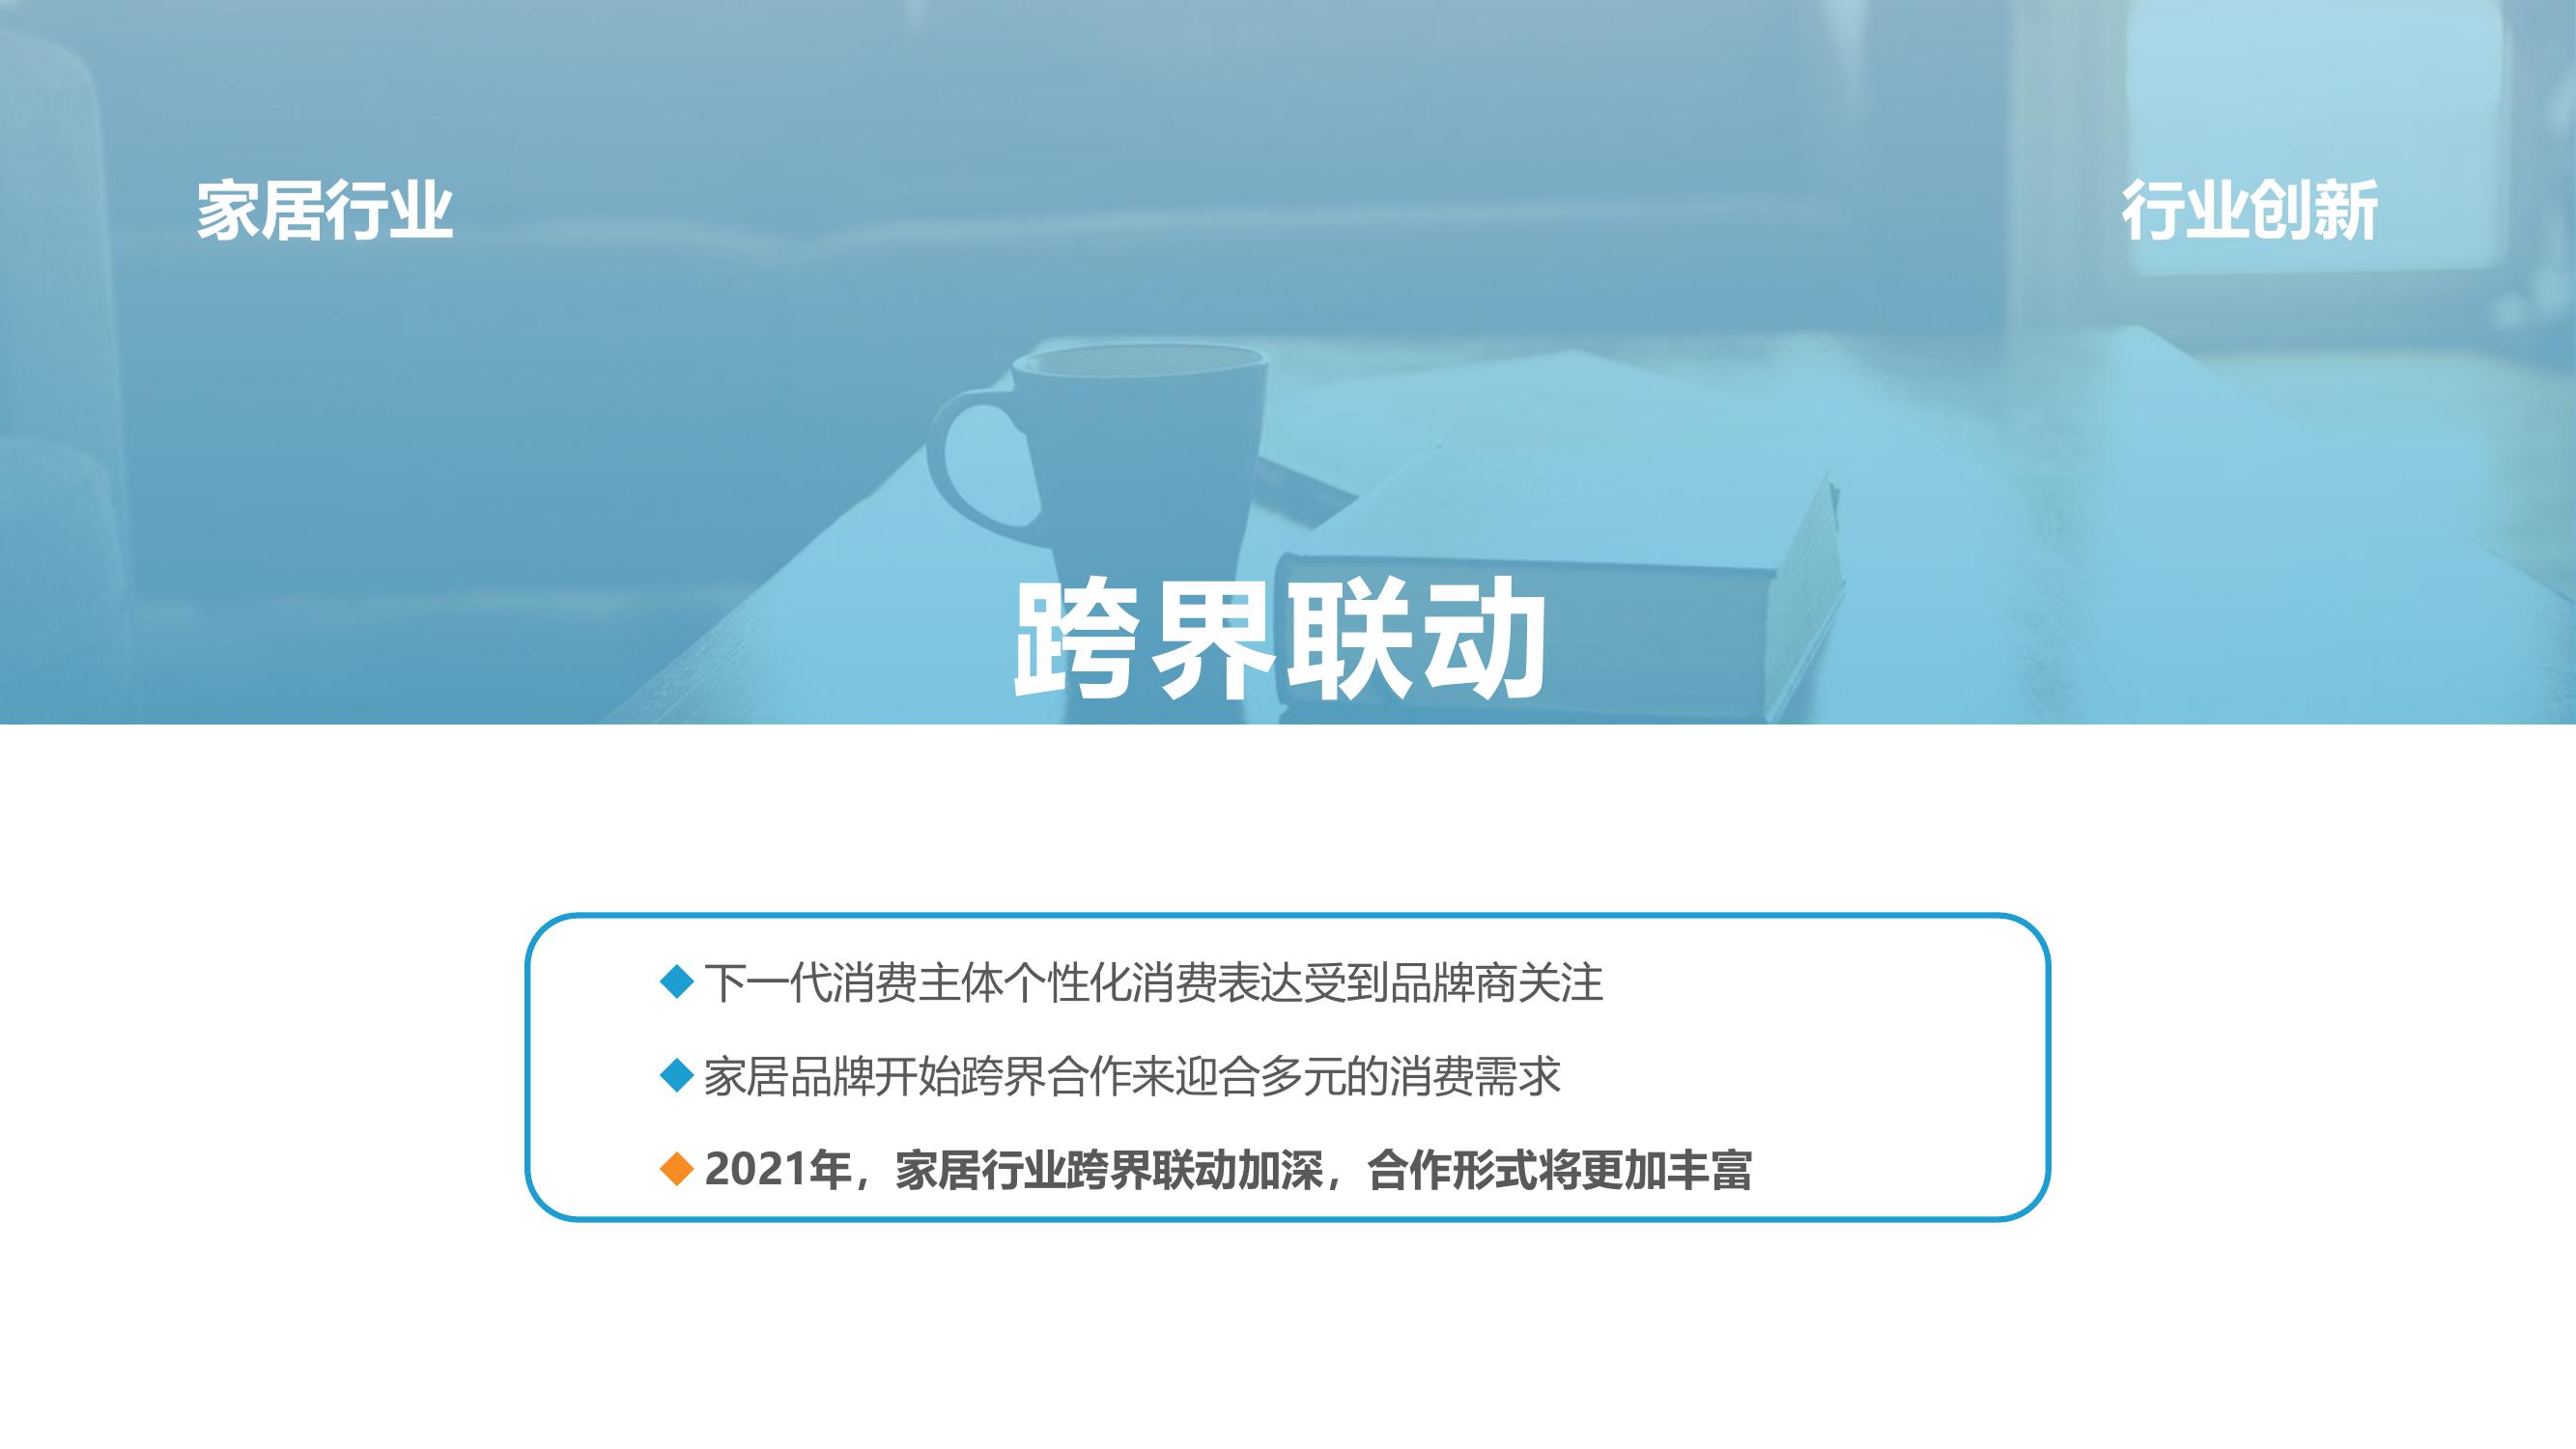 家居行业
行业创新
跨界联动
下一代消费主体个性化消费表达受到品牌商关注
家居品牌开始跨界合作来迎合多元的消费需求
2021年，家居行业跨界联动加深，合作形式将更加丰富